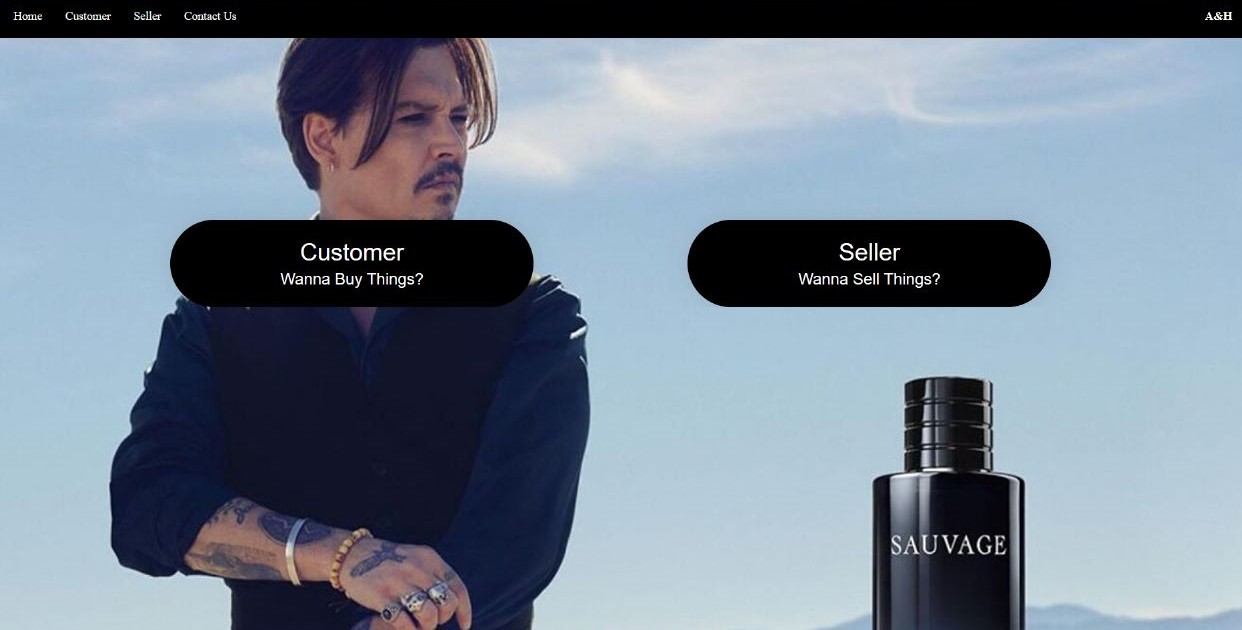 Home Customer Seller Contact Us A&H
Customer
Wanna Buy Things?
Seller
Wanna Sell Things?
SAUVAGE